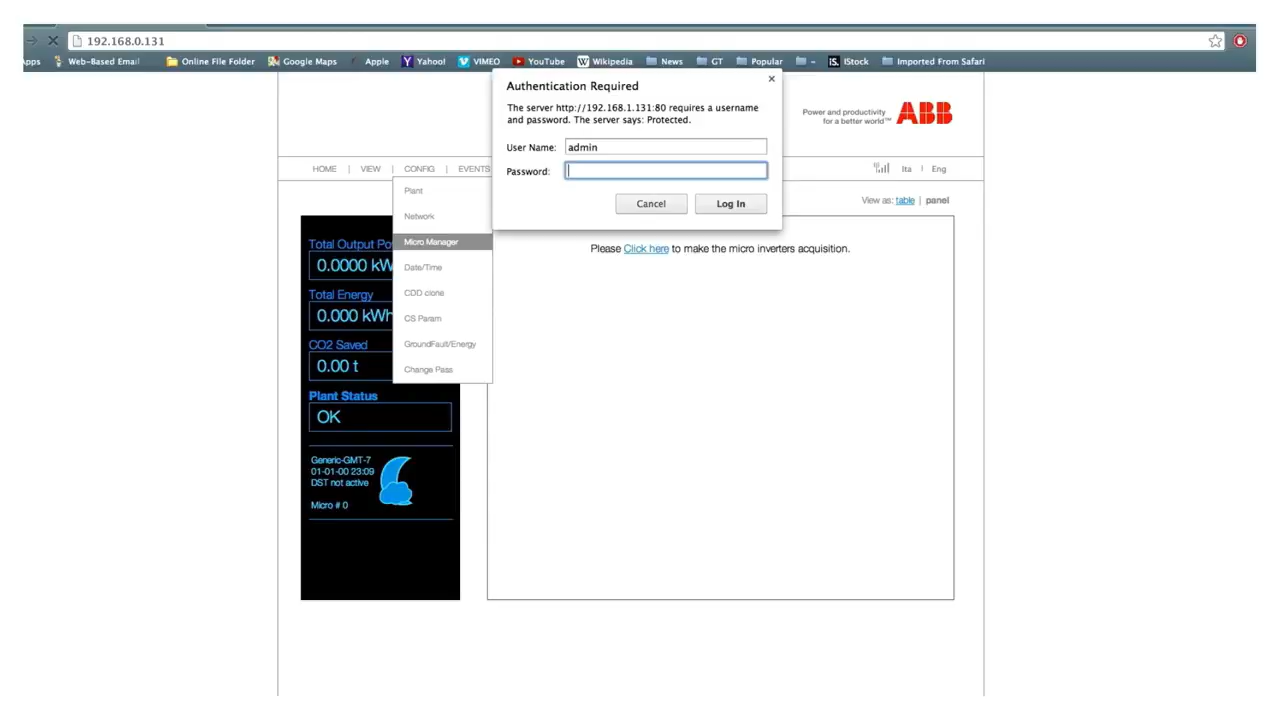 192.168.0.131
Apps Web-Based Email Online File Folder Google Maps Apple Yahoo! VIMEO YouTube Wikipedia News GT Popular iStock Imported From Safari
Authentication Required
The server http://192.168.1.131:80 requires a username
and password. The server says: Protected.
User Name: admin
Password:
Cancel Log In
Power and productivity
for a better world™ ABB
HOME | VIEW | CONFIG | EVENTS
Ita | Eng
View as: table | panel
Plant
Network
Micro Manager
Date/Time
CDD clone
CS Param
GroundFault/Energy
Change Pass
Please Click here to make the micro inverters acquisition.
Total Output Po
0.0000 kW
Total Energy
0.000 kWh
CO2 Saved
0.00 t
Plant Status
OK
Generic-GMT-7
01-01-00 23:09
DST not active
Micro # 0